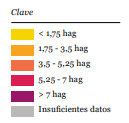 Clave
< 1,75 hag
1,75 - 3.5 hag
3.5 - 5,25 hag
5,25 - 7 hag
> 7 hag
Insuficientes datos